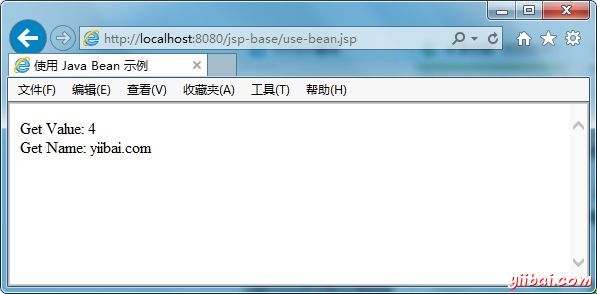 http://localhost:8080/jsp-base/use-bean.jsp
使用 Java Bean 示例
文件(F) 编辑(E) 查看(V) 收藏夹(A) 工具(T) 帮助(H)
Get Value: 4
Get Name: yiibai.com
yiibai.com